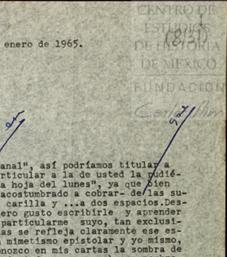 CENTRO DE
ESTUDIOS
DE HISTORIA
DE MEXICO
FUNDACION
enero de 1965.
anal", así podríamos titular a
articular a la de usted la pudié-
a hoja del lunes", ya que bien
acostumbrado a cobrar- de las su-
carilla y ...a dos espacios.Des-
ero gusto escribirle y aprender
particularme suyo, tan exclusi-
as se refleja claramente ese es-
n mimetismo epistolar y yo mismo,
onozco en mis cartas la sombra de